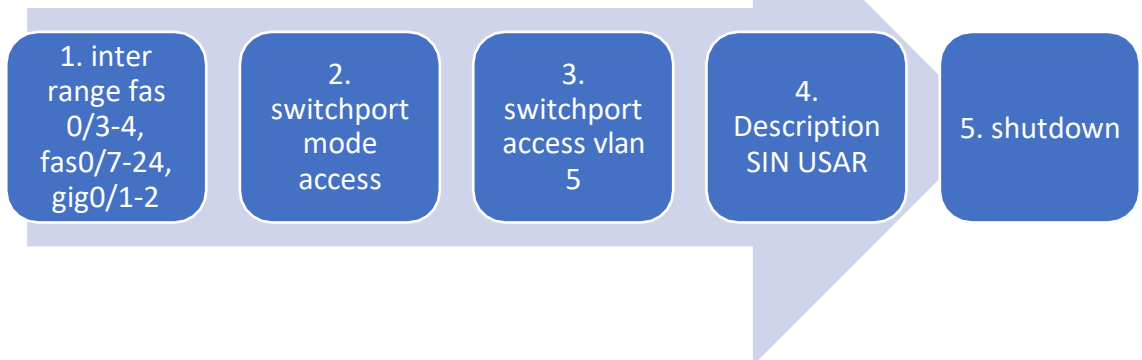 1. inter
range fas
0/3-4,
fas0/7-24,
gig0/1-2
2.
switchport
mode
access
3.
switchport
access vlan
5
4.
Description
SIN USAR
5. shutdown